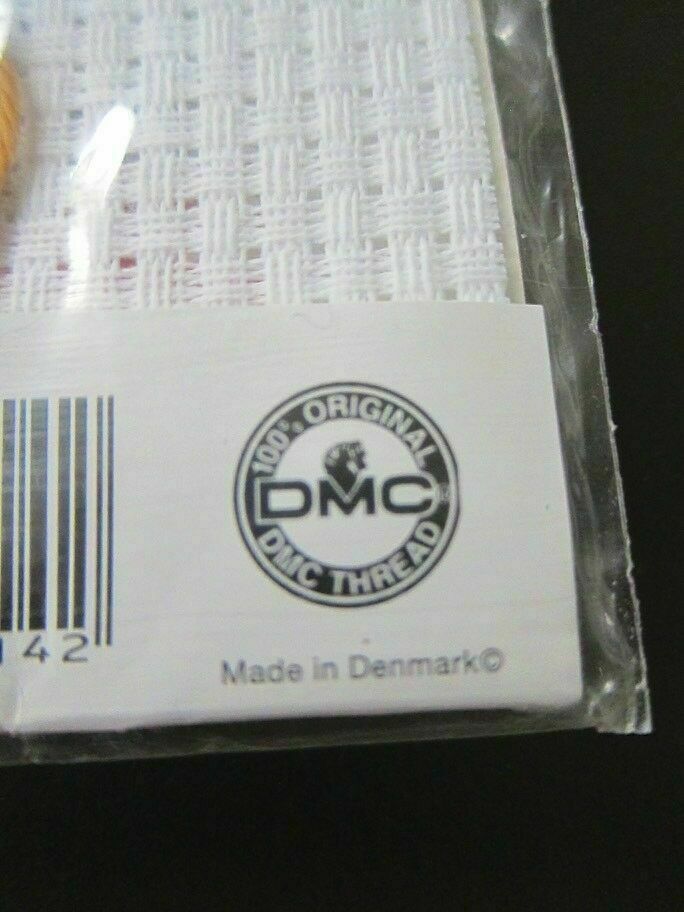 100% ORIGINAL
DMC
DMC THREAD
42
Made in Denmark©